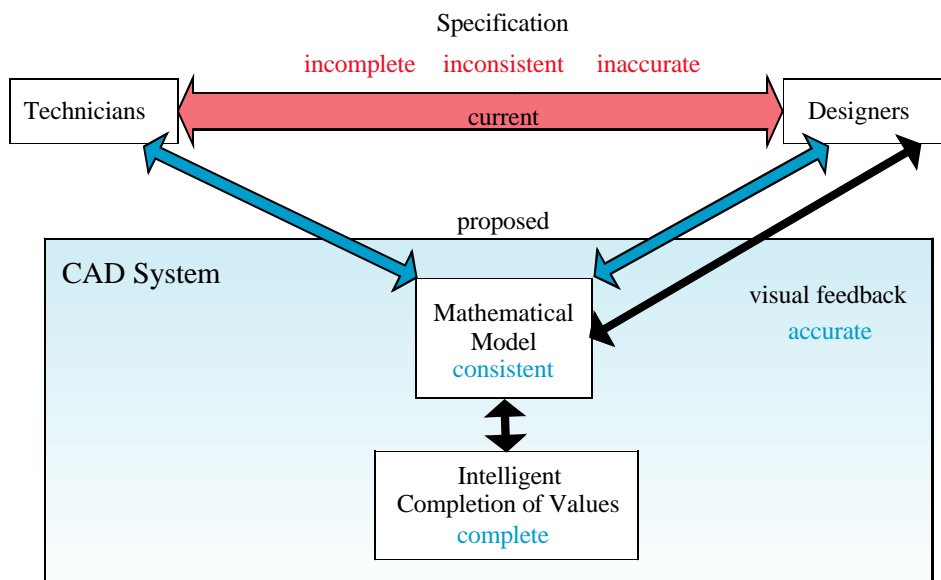 Specification
incomplete inconsistent inaccurate
Technicians
current
Designers
proposed
CAD System
Mathematical
Model
consistent
visual feedback
accurate
Intelligent
Completion of Values
complete